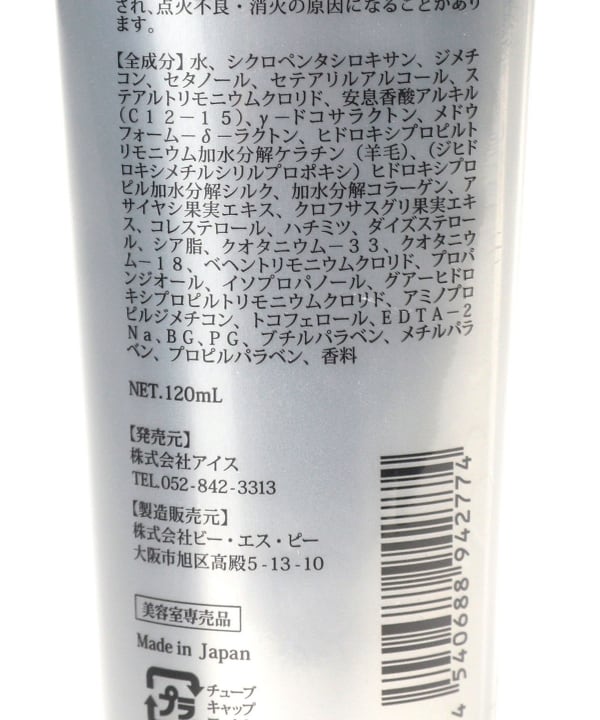 され、点火不良・消火の原因になることがあり
ます。
【全成分】水、シクロペンタシロキサン、ジメチ
コン、セタノール、セテアリルアルコール、ス
テアルトリモニウムクロリド、安息香酸アルキル
(C12-15)、γ-ドコサラクトン、メドウ
フォーム-δ-ラクトン、ヒドロキシプロピルト
リモニウム加水分解ケラチン（羊毛）、（ジヒド
ロキシメチルシリルプロポキシ）ヒドロキシプロ
ピル加水分解シルク、加水分解コラーゲン、ア
サイヤシ果実エキス、クロフサスグリ果実エキ
ス、コレステロール、ハチミツ、ダイズステロー
ル、シア脂、クオタニウム-33、クオタニウ
ム-18、ベヘントリモニウムクロリド、プロパ
ンジオール、イソプロパノール、グアーヒドロ
キシプロピルトリモニウムクロリド、アミノプロ
ピルジメチコン、トコフェロール、EDTA-2
Na、BG、PG、ブチルパラベン、メチルパラ
ベン、プロピルパラベン、香料
NET.120mL
【発売元】
株式会社アイス
TEL.052-842-3313
【製造販売元】
株式会社ビー・エス・ピー
大阪市旭区高殿5-13-10
美容室専売品
Made in Japan
プラ
チューブ
キャップ
4 540688 942774